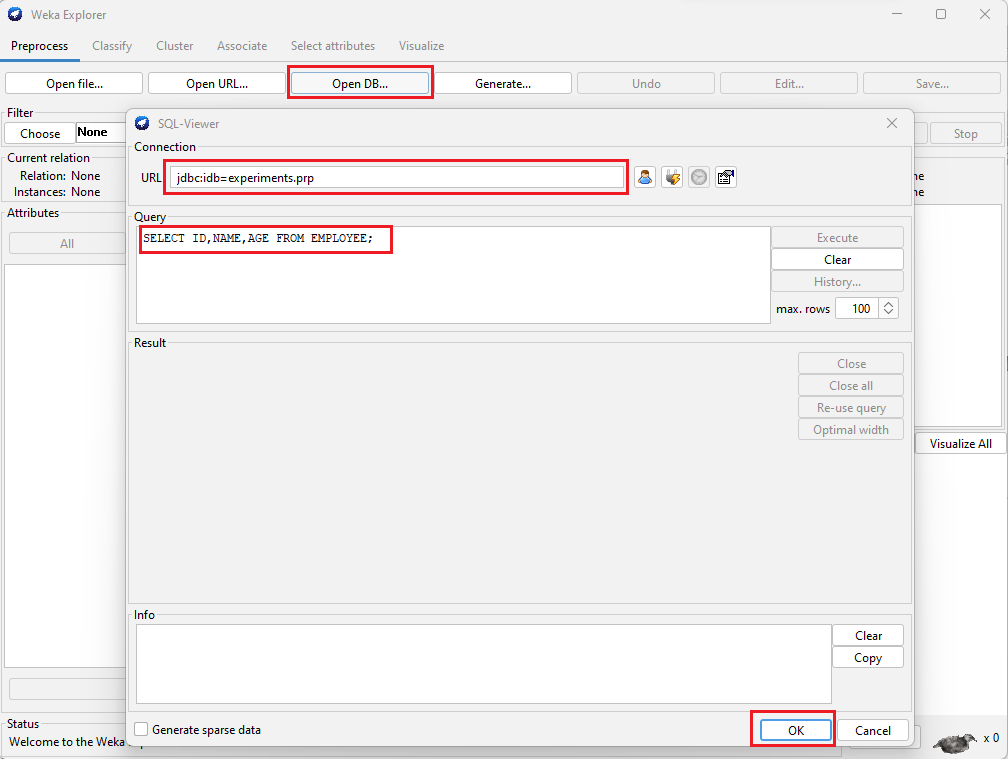 Weka Explorer
Preprocess Classify Cluster Associate Select attributes Visualize
Open file... Open URL... Open DB... Generate... Undo Edit... Save...
Filter
Choose None Stop
SQL-Viewer
Connection
Current relation
Relation: None
Instances: None
URL jdbc:idb=experiments.prp
Attributes
All
Query
SELECT ID,NAME,AGE FROM EMPLOYEE;
Execute
Clear
History...
max. rows 100
Result
Close
Close all
Re-use query
Optimal width
Visualize All
Info
Clear
Copy
Generate sparse data
OK Cancel
Status
Welcome to the Weka
x 0